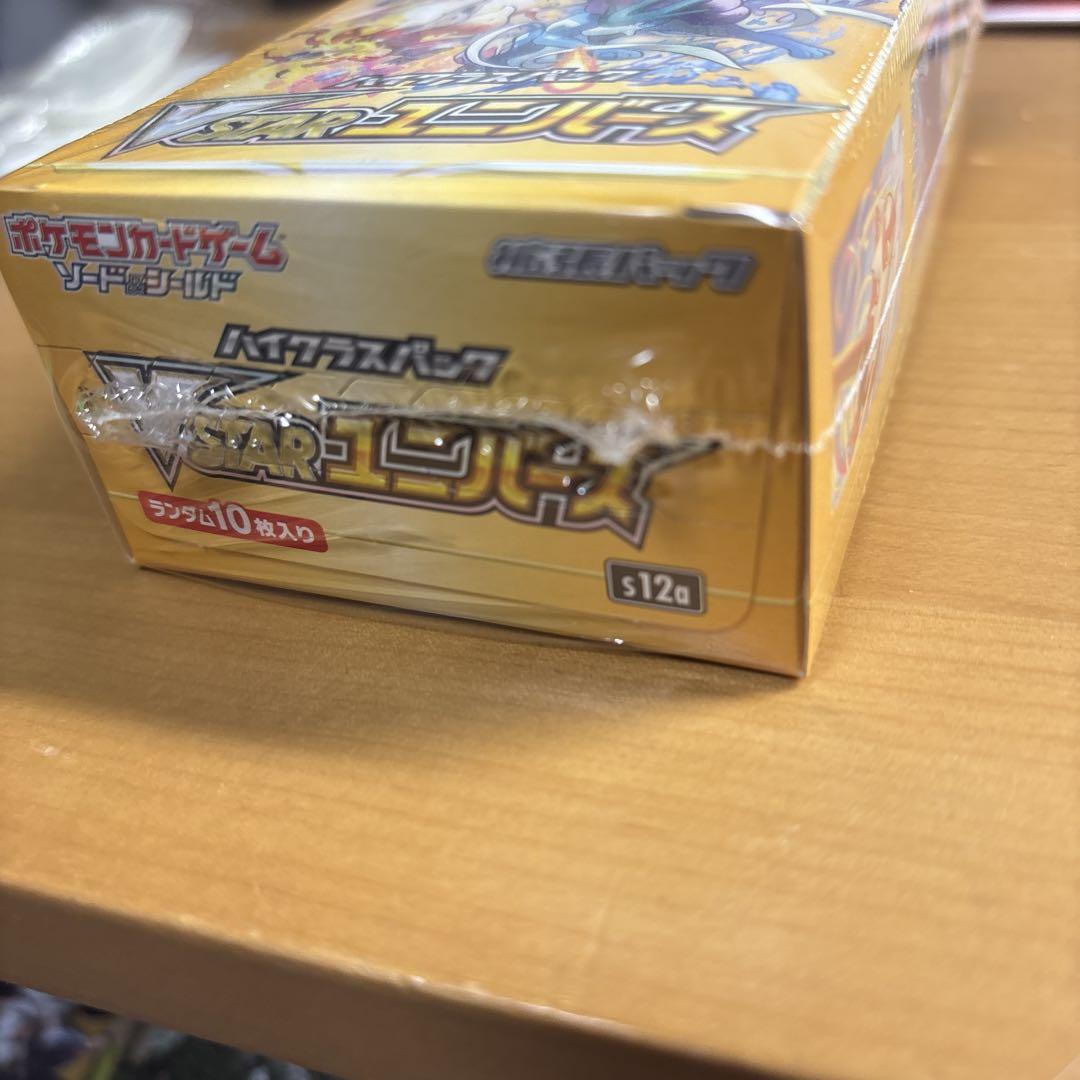 ハイクラスパック
VSTARユニバース
ポケモンカードゲーム
ソード&シールド
拡張パック
ハイクラスパック
VSTARユニバース
ランダム10枚入り
s12a